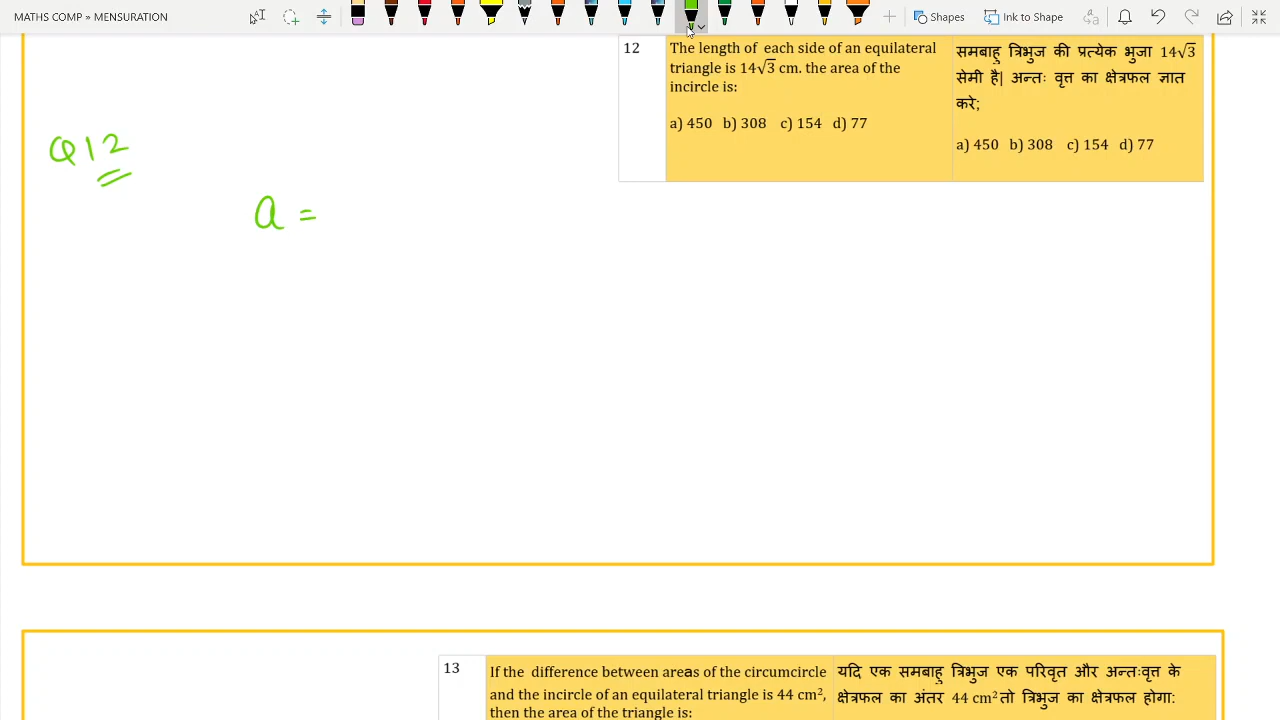 MATHS COMP » MENSURATION
Shapes
Ink to Shape
12
The length of each side of an equilateral
triangle is 14√3 cm. the area of the
incircle is:
a) 450 b) 308 c) 154 d) 77
समबाहु त्रिभुज की प्रत्येक भुजा 14√3
सेमी है| अन्तः वृत्त का क्षेत्रफल ज्ञात
करे;
a) 450 b) 308 c) 154 d) 77
Q12
a =
13
If the difference between areas of the circumcircle
and the incircle of an equilateral triangle is 44 cm²,
then the area of the triangle is:
यदि एक समबाहु त्रिभुज एक परिवृत और अन्तःवृत्त के
क्षेत्रफल का अंतर 44 cm² तो त्रिभुज का क्षेत्रफल होगा: